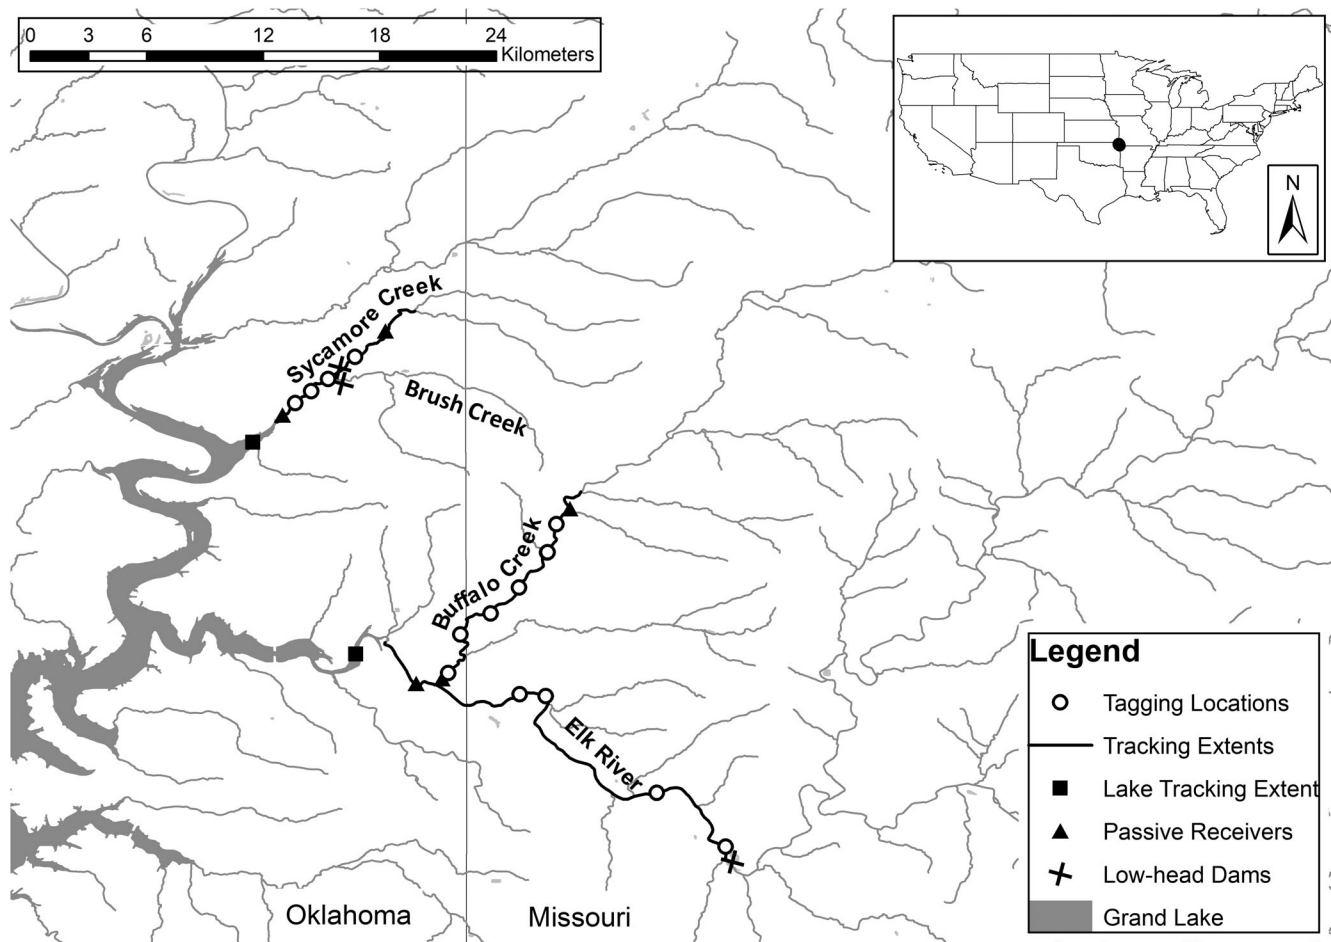 0 3 6 12 18 24
Kilometers
N
Sycamore Creek
Brush Creek
Buffalo Creek
Elk River
Oklahoma
Missouri
Legend
Tagging Locations
Tracking Extents
Lake Tracking Extent
Passive Receivers
Low-head Dams
Grand Lake